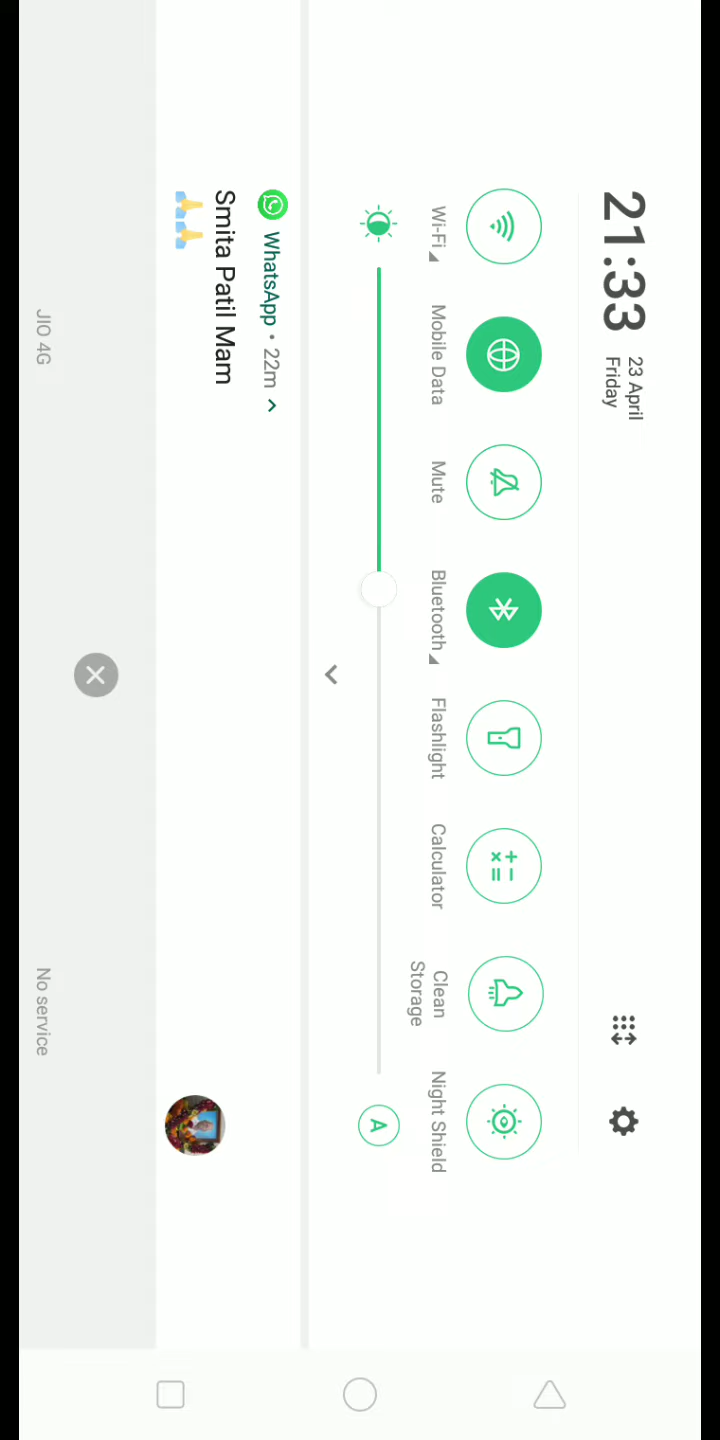 21:33
23 April
Friday
Wi-Fi
Mobile Data
Mute
Bluetooth
Flashlight
Calculator
Clean
Storage
Night Shield
A
WhatsApp • 22m
Smita Patil Mam
🙏🙏
JIO 4G
No service